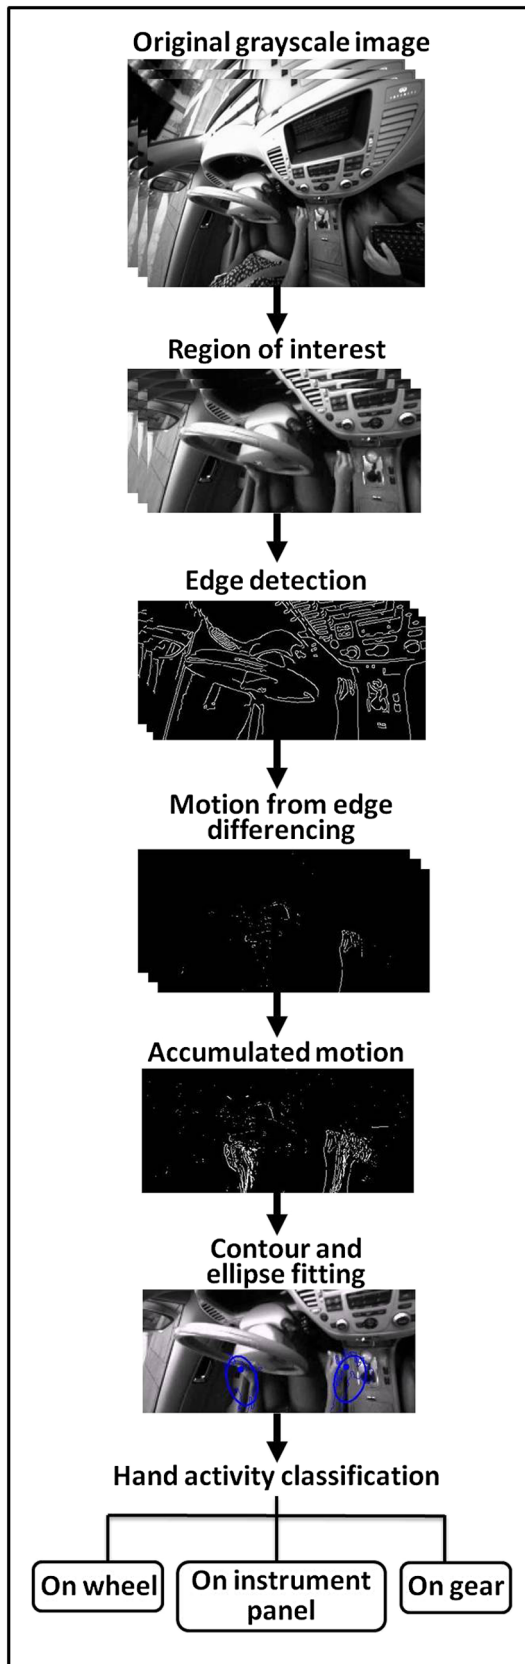 Original grayscale image
INFINITI
Region of interest
Edge detection
Motion from edge
differencing
Accumulated motion
Contour and
ellipse fitting
Hand activity classification
On wheel
On instrument
panel
On gear